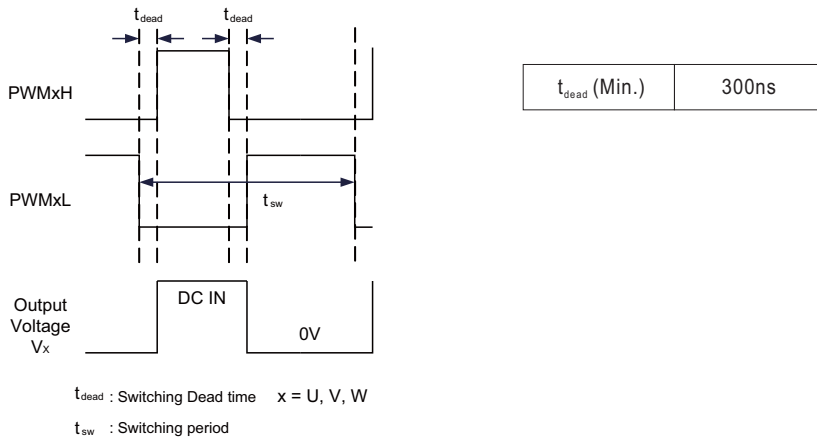 tdead tdead
PWMxH
tdead (Min.) 300ns
PWMxL
tsw
DC IN
Output
Voltage
Vx
0V
tdead : Switching Dead time x = U, V, W
tsw : Switching period